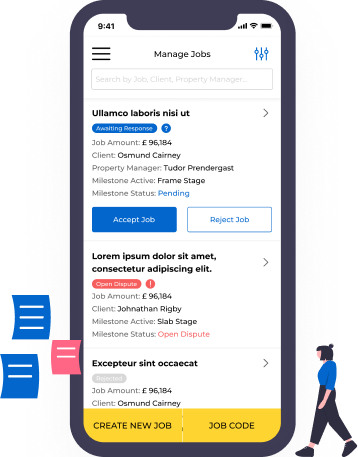 9:41
Manage Jobs
Search by Job, Client, Property Manager...
Ullamco laboris nisi ut
Awaiting Response ?
Job Amount: £ 96,184
Client: Osmund Cairney
Property Manager: Tudor Prendergast
Milestone Active: Frame Stage
Milestone Status: Pending
Accept Job Reject Job
Lorem ipsum dolor sit amet,
consectetur adipiscing elit.
Open Dispute !
Job Amount: £ 96,184
Client: Johnathan Rigby
Milestone Active: Slab Stage
Milestone Status: Open Dispute
Excepteur sint occaecat
Rejected
Job Amount: £ 96,184
Client: Osmund Cairney
CREATE NEW JOB JOB CODE